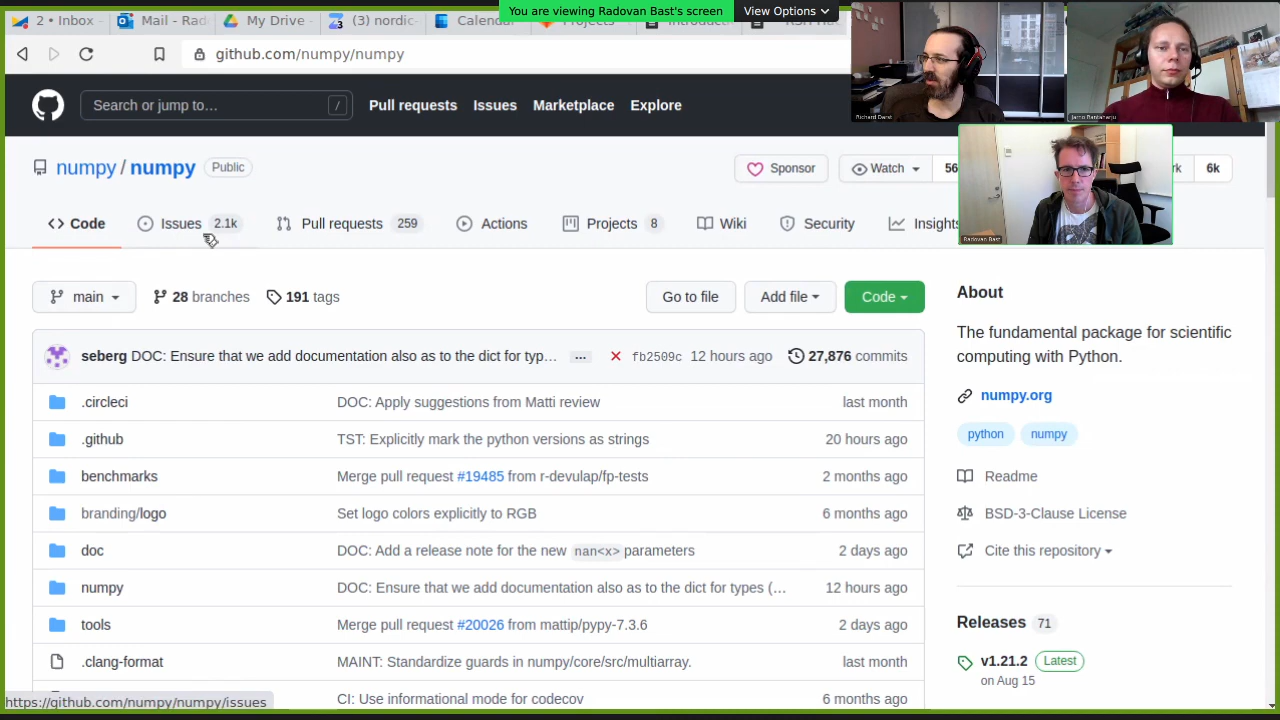 You are viewing Radovan Bast's screen View Options
2 • Inbox Mail - Rad My Drive - (3) nordic- Calenda Projects Introduct
github.com/numpy/numpy
Search or jump to… / Pull requests Issues Marketplace Explore
Richard Darst Jarno Rantaharju
numpy / numpy Public Sponsor Watch 56 rk 6k
Code Issues 2.1k Pull requests 259 Actions Projects 8 Wiki Security Insights
Radovan Bast
main 28 branches 191 tags Go to file Add file Code
seberg DOC: Ensure that we add documentation also as to the dict for typ… … fb2509c 12 hours ago 27,876 commits
.circleci DOC: Apply suggestions from Matti review last month
.github TST: Explicitly mark the python versions as strings 20 hours ago
benchmarks Merge pull request #19485 from r-devulap/fp-tests 2 months ago
branding/logo Set logo colors explicitly to RGB 6 months ago
doc DOC: Add a release note for the new nan<x> parameters 2 days ago
numpy DOC: Ensure that we add documentation also as to the dict for types (… 12 hours ago
tools Merge pull request #20026 from mattip/pypy-7.3.6 2 days ago
.clang-format MAINT: Standardize guards in numpy/core/src/multiarray. last month
CI: Use informational mode for codecov 6 months ago
About
The fundamental package for scientific
computing with Python.
numpy.org
python numpy
Readme
BSD-3-Clause License
Cite this repository
Releases 71
v1.21.2 Latest
on Aug 15
https://github.com/numpy/numpy/issues